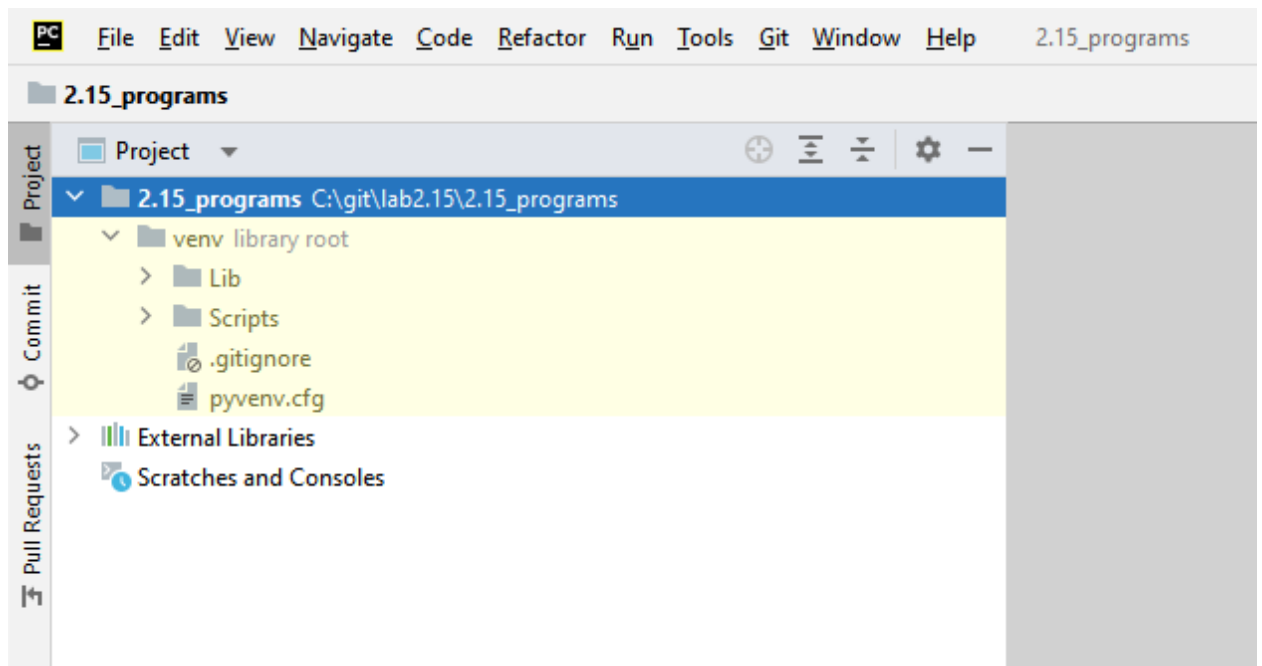 PC File Edit View Navigate Code Refactor Run Tools Git Window Help 2.15_programs
2.15_programs
Project
Project
2.15_programs C:\git\lab2.15\2.15_programs
venv library root
Lib
Scripts
.gitignore
pyvenv.cfg
External Libraries
Scratches and Consoles
Commit
Pull Requests